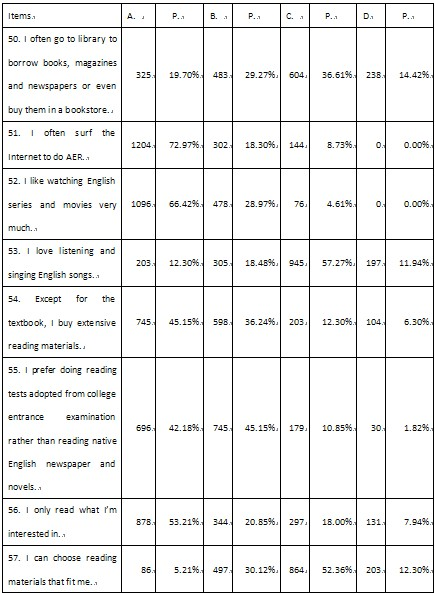 Items. A. P. B. P. C. P. D. P.
50. I often go to library to
borrow books, magazines
and newspapers or even
buy them in a bookstore.
325 19.70% 483 29.27% 604 36.61% 238 14.42%
51. I often surf the
Internet to do AER.
1204 72.97% 302 18.30% 144 8.73% 0 0.00%
52. I like watching English
series and movies very
much.
1096 66.42% 478 28.97% 76 4.61% 0 0.00%
53. I love listening and
singing English songs.
203 12.30% 305 18.48% 945 57.27% 197 11.94%
54. Except for the
textbook, I buy extensive
reading materials.
745 45.15% 598 36.24% 203 12.30% 104 6.30%
55. I prefer doing reading
tests adopted from college
entrance examination
rather than reading native
English newspaper and
novels.
696 42.18% 745 45.15% 179 10.85% 30 1.82%
56. I only read what I'm
interested in.
878 53.21% 344 20.85% 297 18.00% 131 7.94%
57. I can choose reading
materials that fit me.
86 5.21% 497 30.12% 864 52.36% 203 12.30%